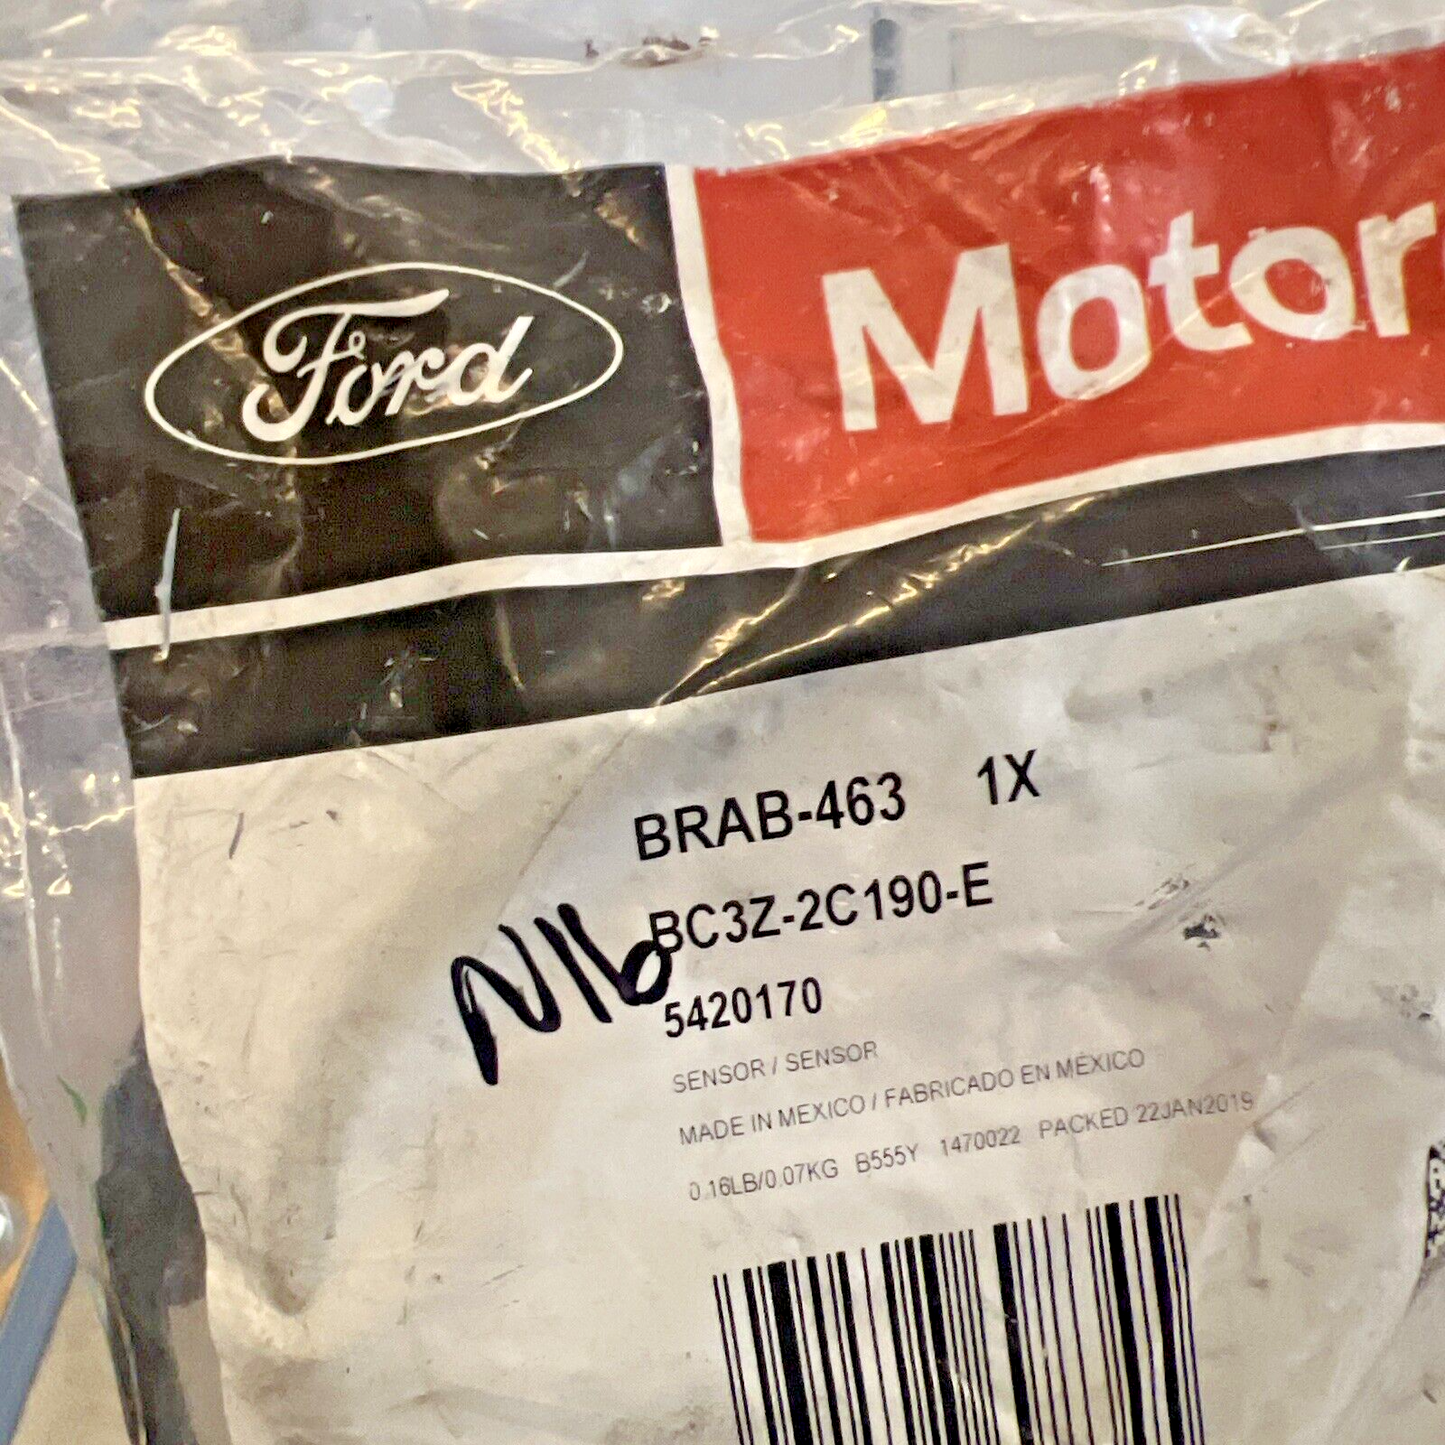 Ford
Motor
BRAB-463 1X
BC3Z-2C190-E
N16
5420170
SENSOR / SENSOR
MADE IN MEXICO / FABRICADO EN MÉXICO
0.16LB/0.07KG B555Y 1470022 PACKED 22JAN2019